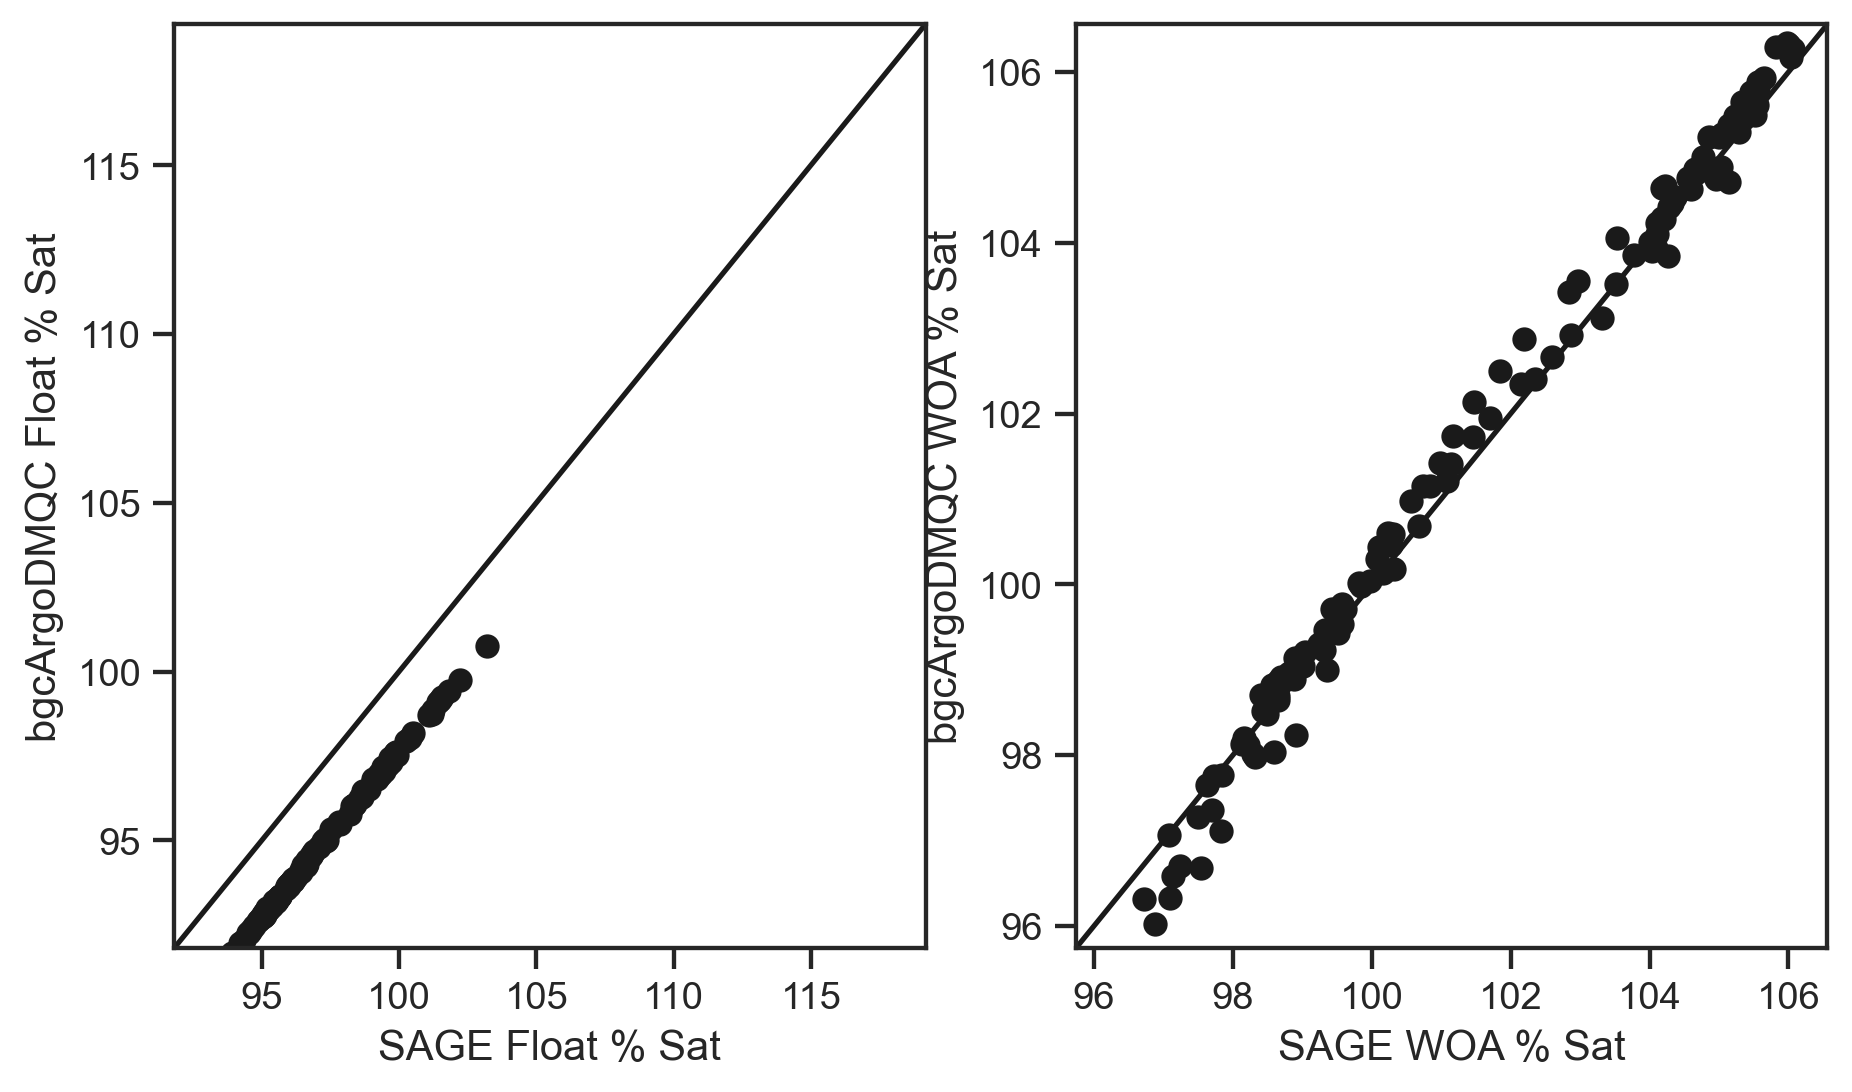 bgcArgoDMQC Float % Sat
115
110
105
100
95
95 100 105 110 115
SAGE Float % Sat
bgcArgoDMQC WOA % Sat
106
104
102
100
98
96
96 98 100 102 104 106
SAGE WOA % Sat